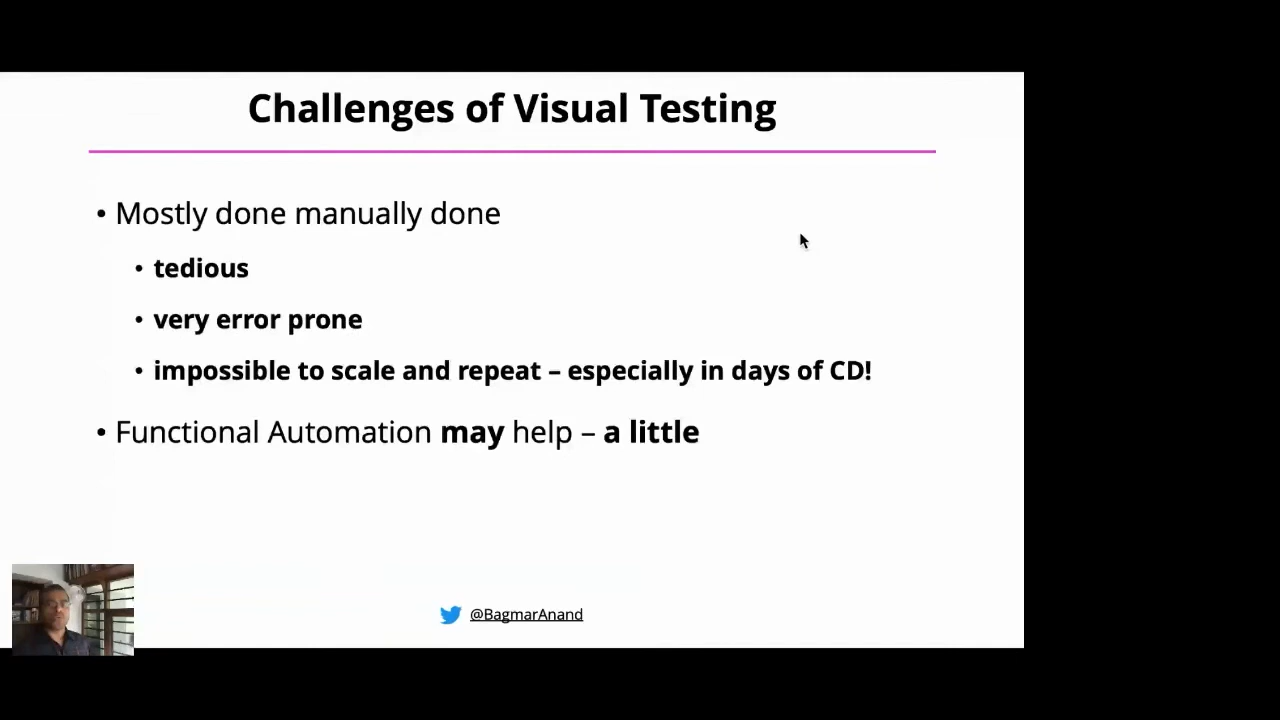 Challenges of Visual Testing
• Mostly done manually done
• tedious
• very error prone
• impossible to scale and repeat – especially in days of CD!
• Functional Automation may help – a little
@BagmarAnand